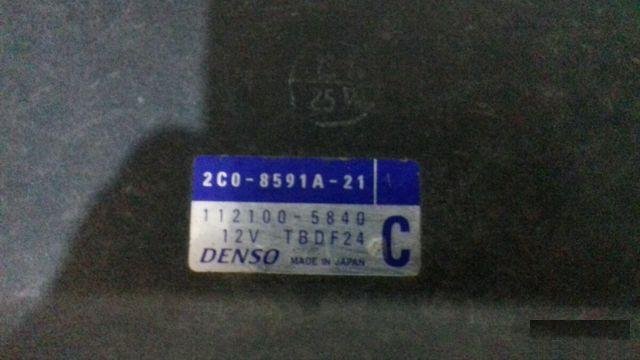 2C0-8591A-21
112100-5840
12V TBDF24
C
DENSO MADE IN JAPAN